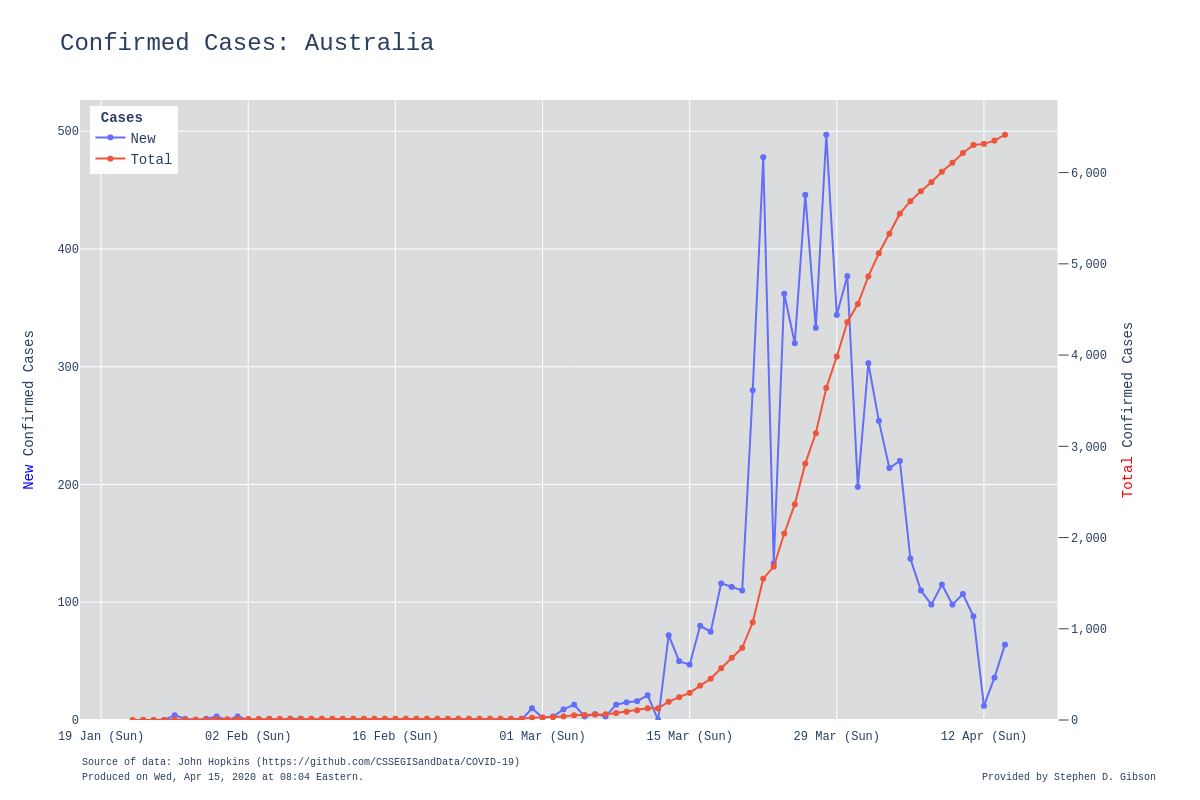 Confirmed Cases: Australia
Cases
New
Total
500
400
300
200
100
0
New Confirmed Cases
6,000
5,000
4,000
3,000
2,000
1,000
0
Total Confirmed Cases
19 Jan (Sun) 02 Feb (Sun) 16 Feb (Sun) 01 Mar (Sun) 15 Mar (Sun) 29 Mar (Sun) 12 Apr (Sun)
Source of data: John Hopkins (https://github.com/CSSEGISandData/COVID-19)
Produced on Wed, Apr 15, 2020 at 08:04 Eastern.
Provided by Stephen D. Gibson